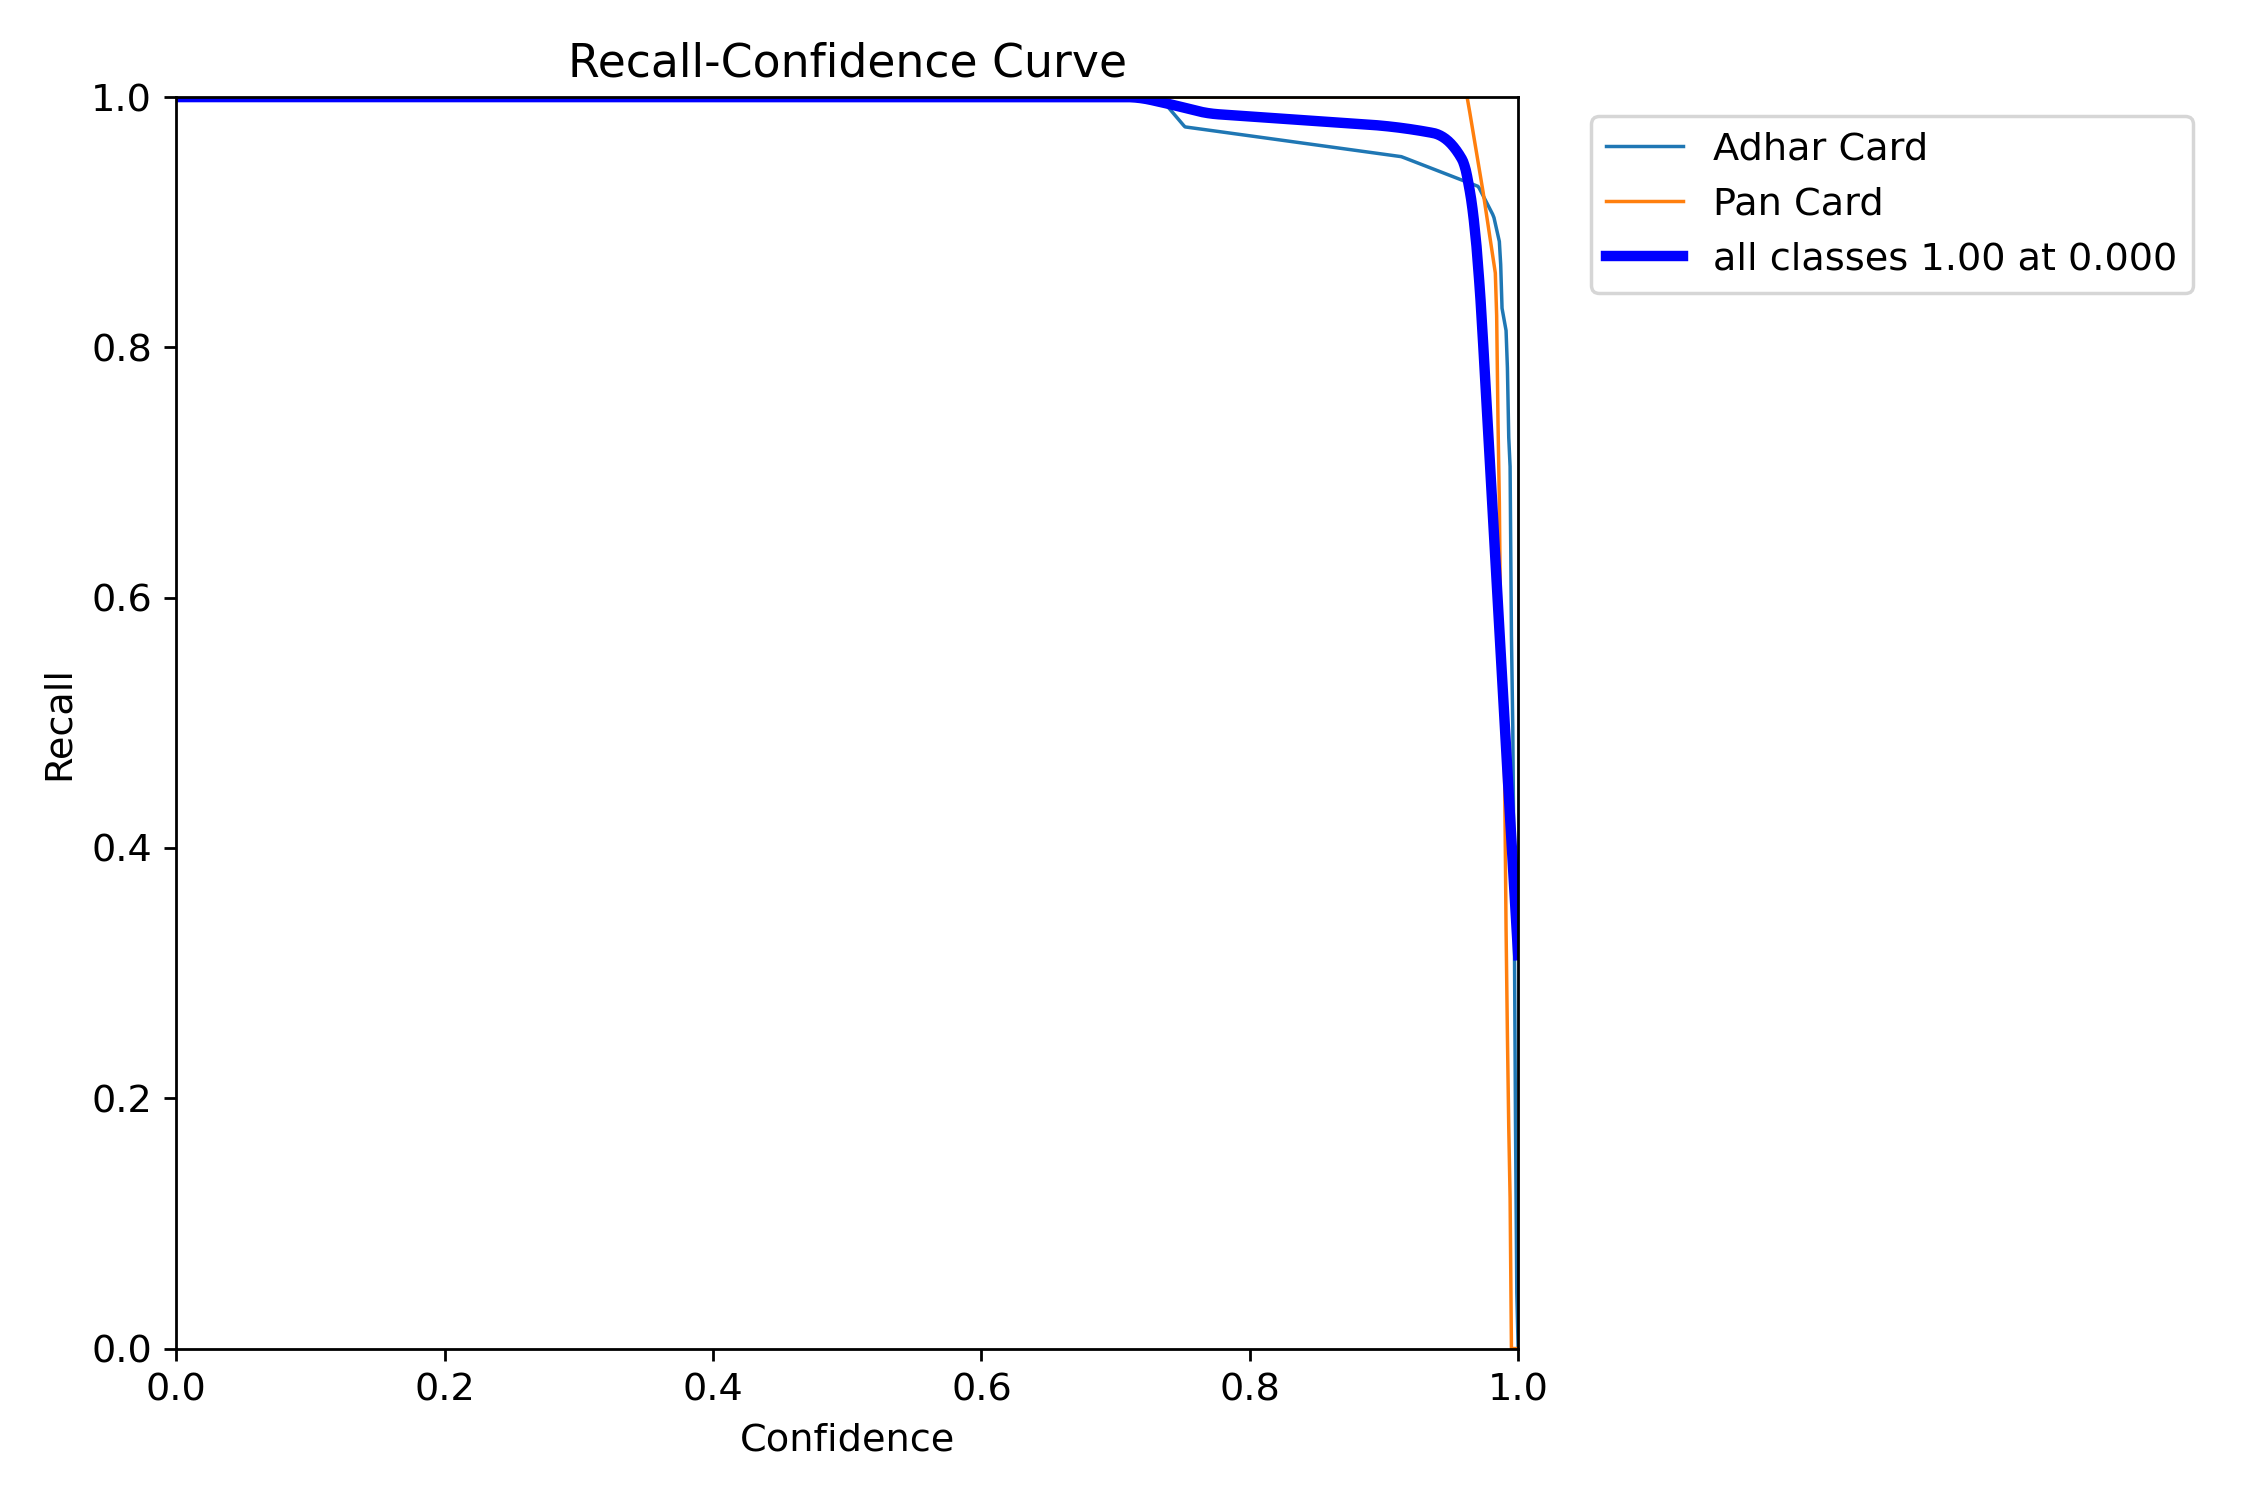 Recall-Confidence Curve
1.0
0.8
0.6
0.4
0.2
0.0
Recall
0.0 0.2 0.4 0.6 0.8 1.0
Confidence
Adhar Card
Pan Card
all classes 1.00 at 0.000